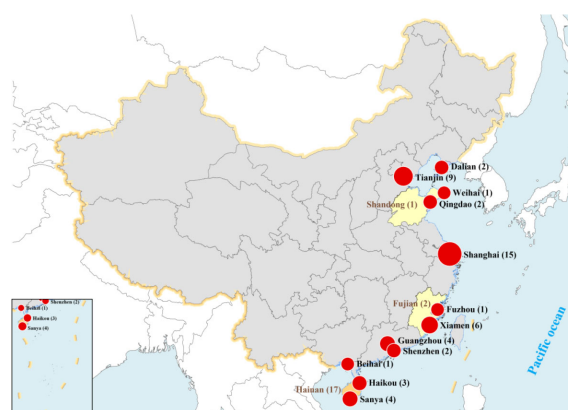 Dalian (2)
Tianjin (9)
Weihai (1)
Shandong (1)
Qingdao (2)
Shanghai (15)
Fujian (2)
Fuzhou (1)
Xiamen (6)
Guangzhou (4)
Shenzhen (2)
Beihai (1)
Hainan (17)
Haikou (3)
Sanya (4)
Pacific ocean
Shenzhen (2)
Beihai (1)
Haikou (3)
Sanya (4)